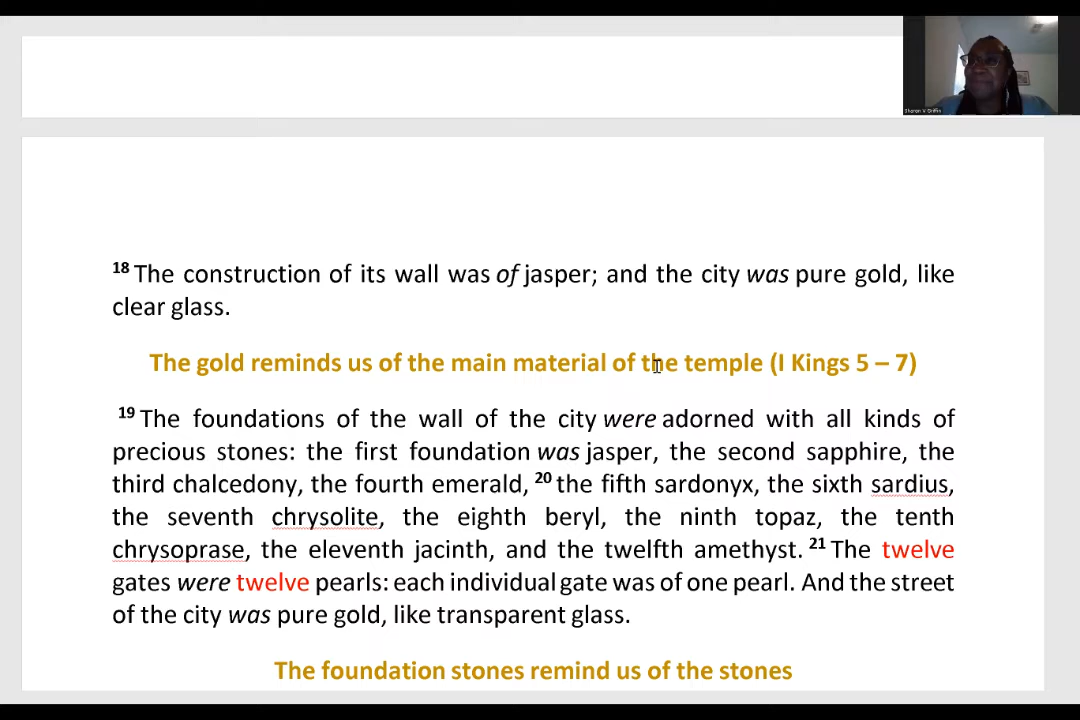 Sharon V Griffin
18 The construction of its wall was of jasper; and the city was pure gold, like
clear glass.
The gold reminds us of the main material of the temple (I Kings 5 – 7)
19 The foundations of the wall of the city were adorned with all kinds of
precious stones: the first foundation was jasper, the second sapphire, the
third chalcedony, the fourth emerald, 20 the fifth sardonyx, the sixth sardius,
the seventh chrysolite, the eighth beryl, the ninth topaz, the tenth
chrysoprase, the eleventh jacinth, and the twelfth amethyst. 21 The twelve
gates were twelve pearls: each individual gate was of one pearl. And the street
of the city was pure gold, like transparent glass.
The foundation stones remind us of the stones